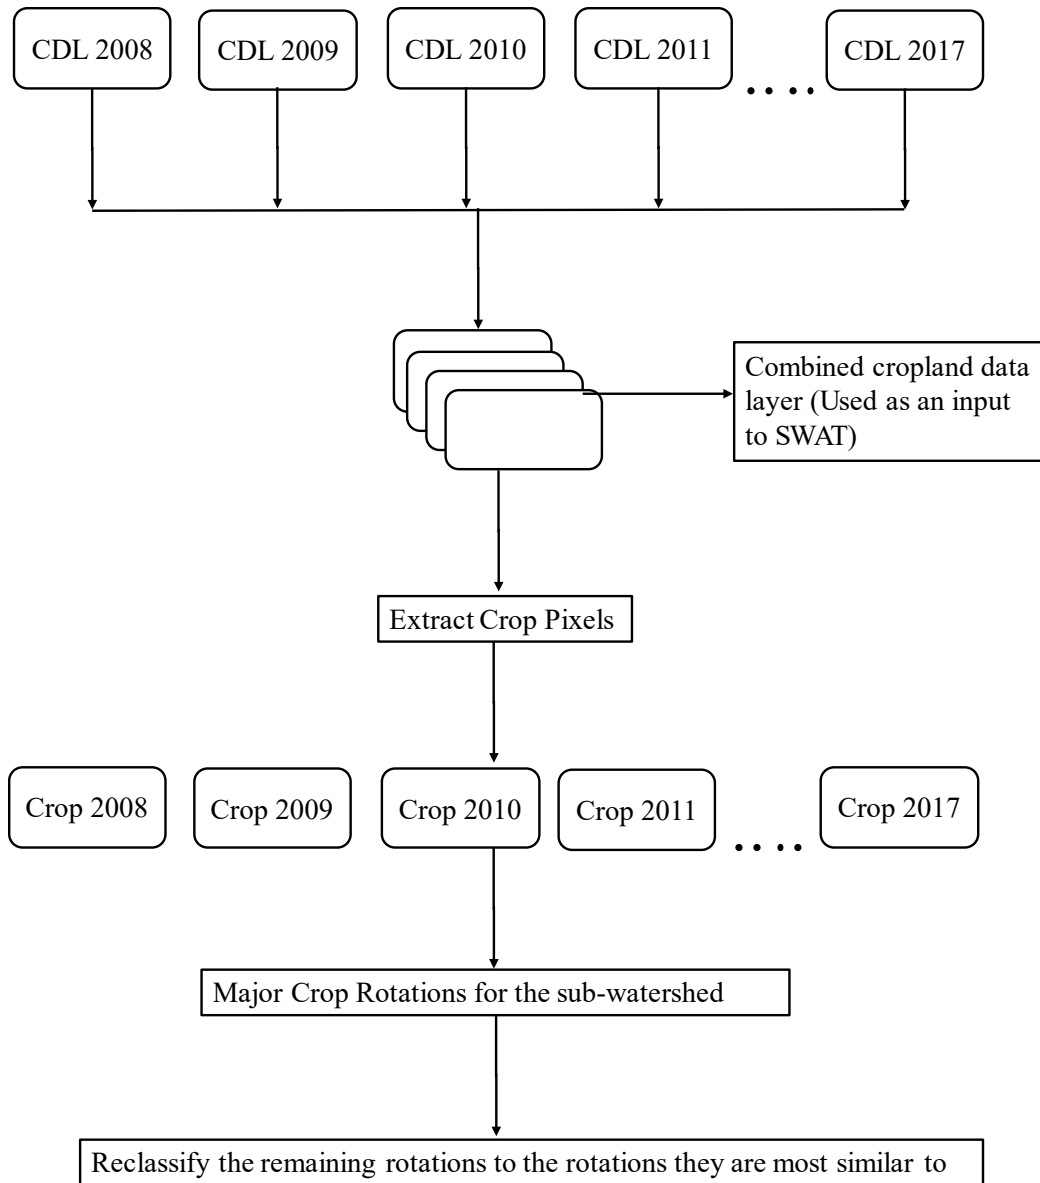 CDL 2008
CDL 2009
CDL 2010
CDL 2011
....
CDL 2017
Combined cropland data
layer (Used as an input
to SWAT)
Extract Crop Pixels
Crop 2008
Crop 2009
Crop 2010
Crop 2011
....
Crop 2017
Major Crop Rotations for the sub-watershed
Reclassify the remaining rotations to the rotations they are most similar to